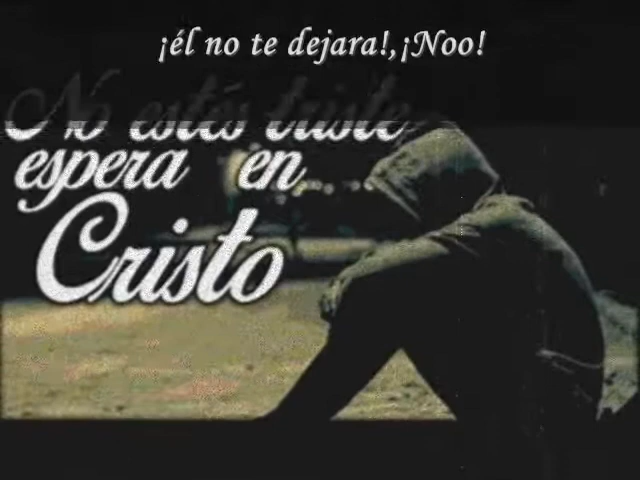 ¡él no te dejara!,¡Noo!
No estés triste
espera en
Cristo